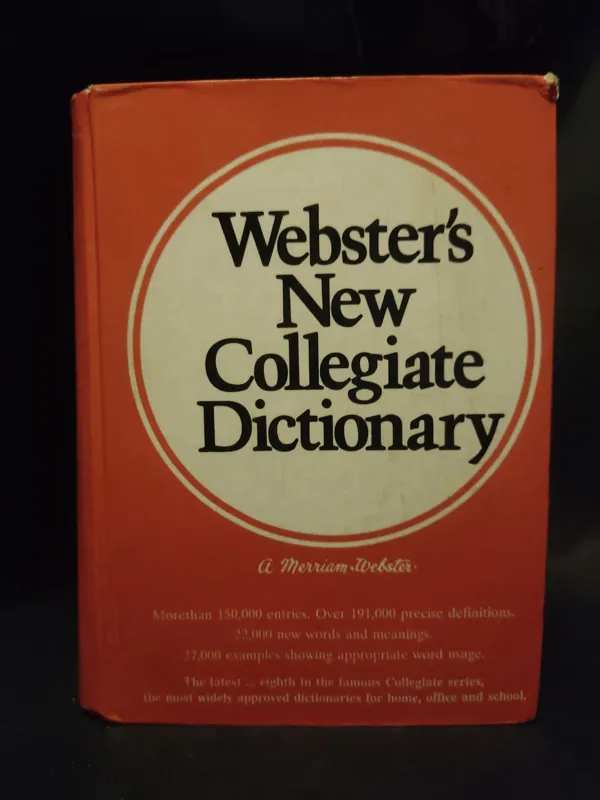 Webster's
New
Collegiate
Dictionary
A Merriam-Webster
Morethan 150,000 entries. Over 191,000 precise definitions.
22,000 new words and meanings.
27,000 examples showing appropriate word usage.
The latest ... eighth in the famous Collegiate series,
the most widely approved dictionaries for home, office and school.